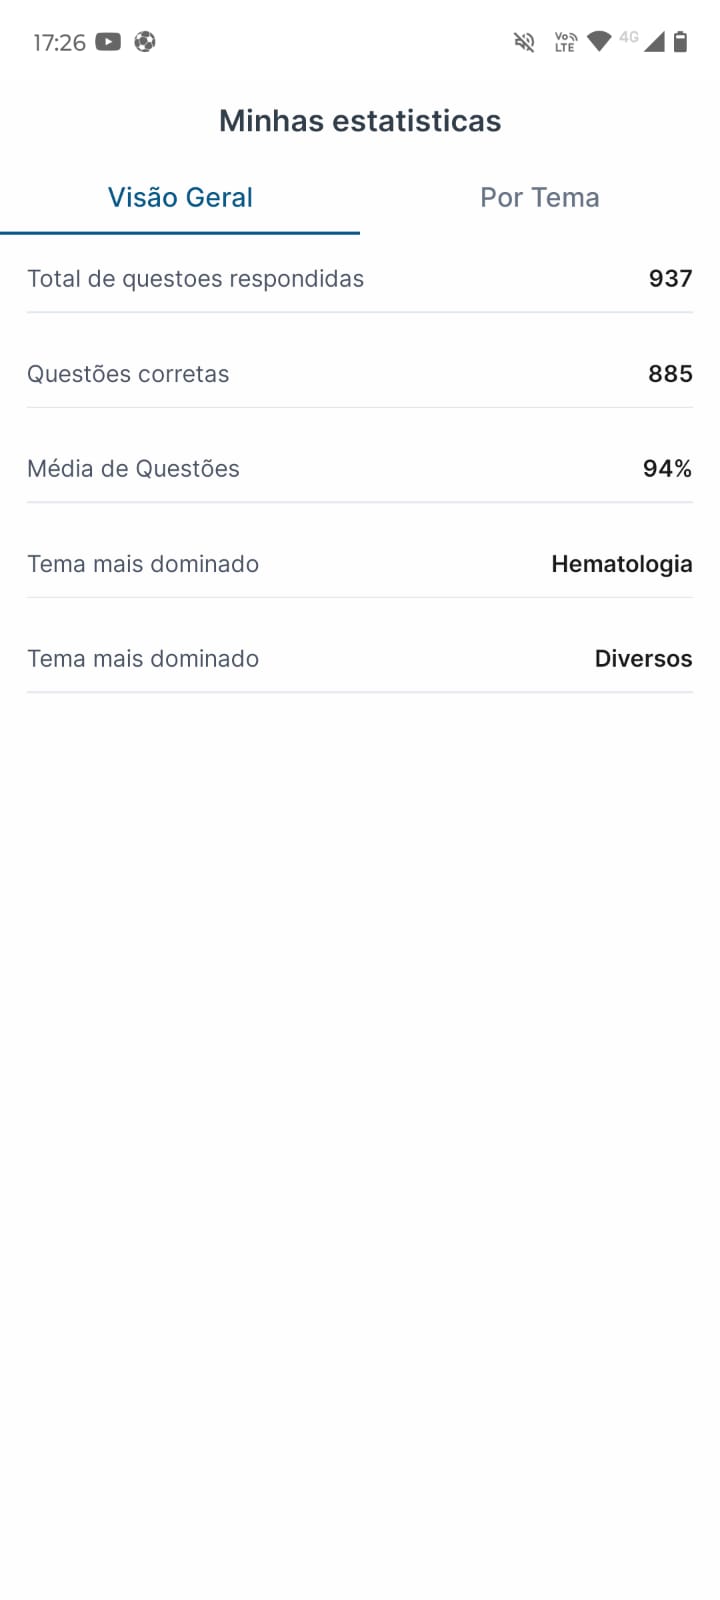 17:26
Vo
LTE
4G
Minhas estatisticas
Visão Geral
Por Tema
Total de questoes respondidas 937
Questões corretas 885
Média de Questões 94%
Tema mais dominado Hematologia
Tema mais dominado Diversos